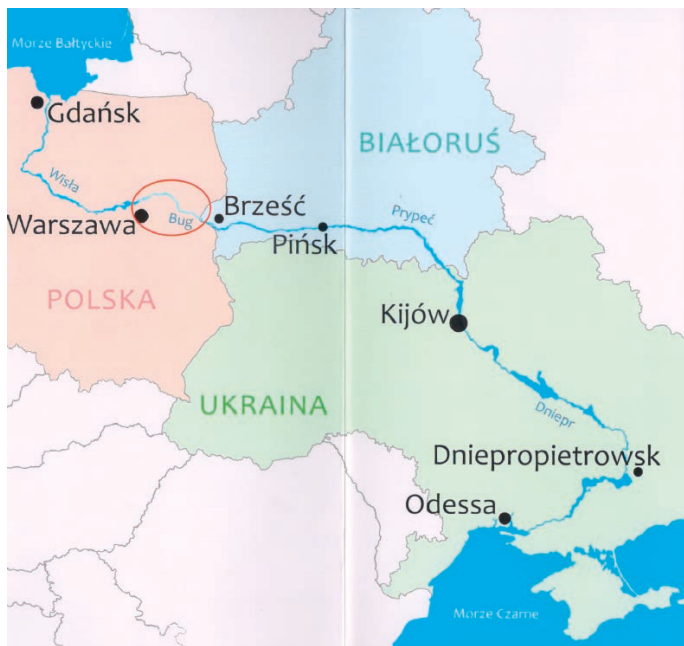 Morze Bałtyckie
Gdańsk
BIAŁORUŚ
Wisła
Brześć
Prypeć
Warszawa
Bug
Pińsk
POLSKA
Kijów
UKRAINA
Dniepr
Dniepropietrowsk
Odessa
Morze Czarne